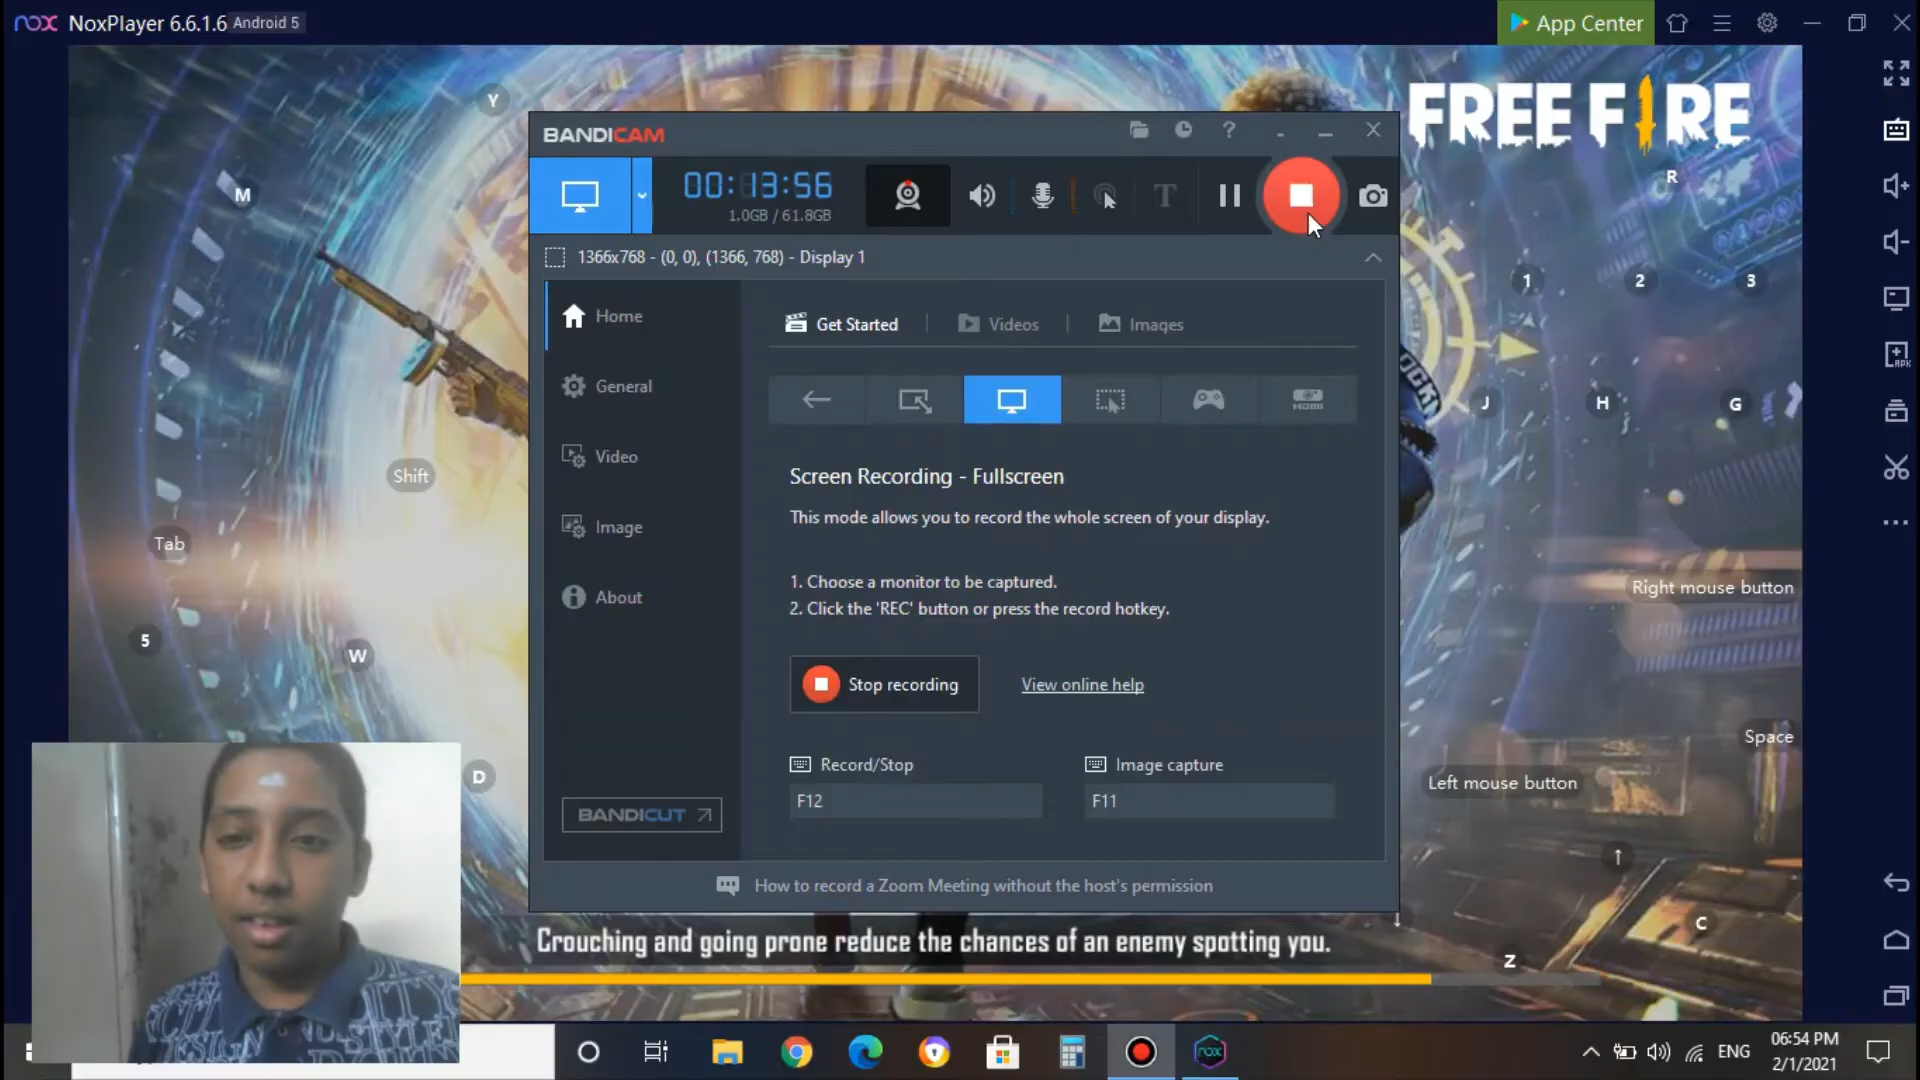 nox NoxPlayer 6.6.1.6 Android 5
App Center
FREE FIRE
Y
M
R
BANDICAM
00:13:56
1.0GB / 61.8GB
T
1366x768 - (0, 0), (1366, 768) - Display 1
1
2
3
Home
Get Started
Videos
Images
General
HDMI
J
H
G
Video
Shift
Screen Recording - Fullscreen
This mode allows you to record the whole screen of your display.
Image
Tab
1. Choose a monitor to be captured.
2. Click the 'REC' button or press the record hotkey.
Right mouse button
About
5
W
Stop recording
View online help
Space
Record/Stop
Image capture
D
Left mouse button
F12
F11
BANDICUT
How to record a Zoom Meeting without the host's permission
C
Crouching and going prone reduce the chances of an enemy spotting you.
Z
nox
ENG
06:54 PM
2/1/2021